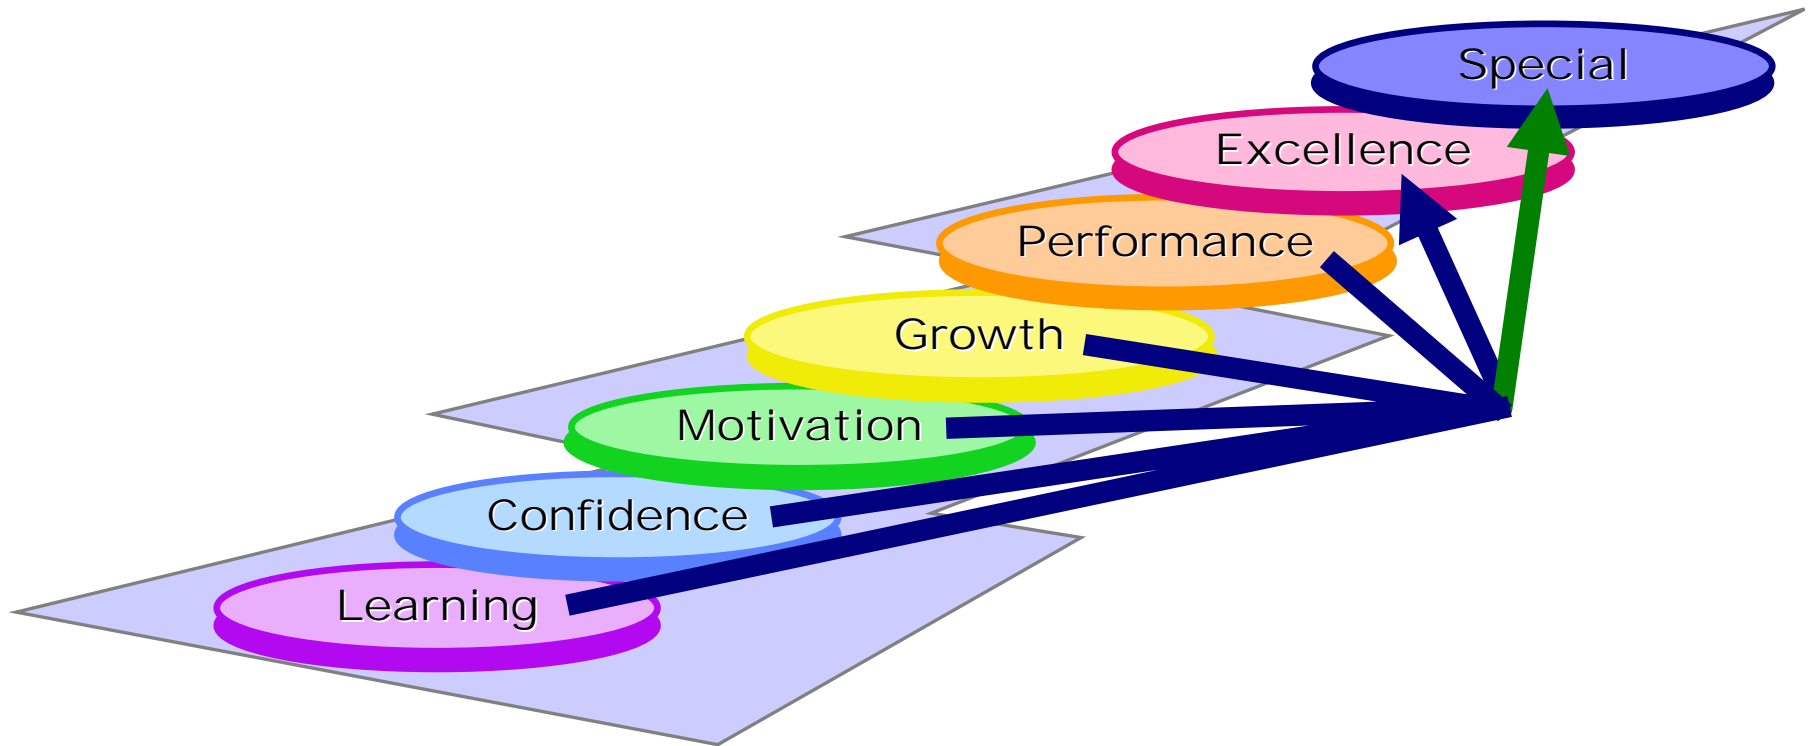 Special
Excellence
Performance
Growth
Motivation
Confidence
Learning